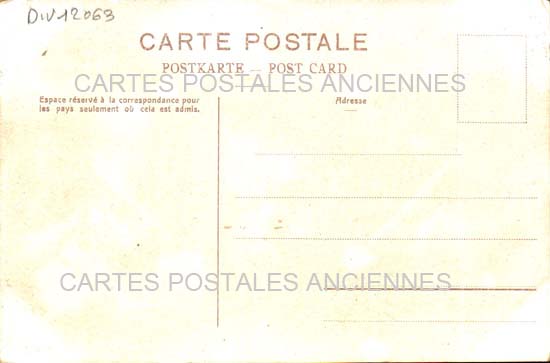 DIV12063
CARTE POSTALE
POSTKARTE — POST CARD
CARTES POSTALES ANCIENNES
Espace réservé à la correspondance pour
les pays seulement où cela est admis.
Adresse
CARTES POSTALES ANCIENNES